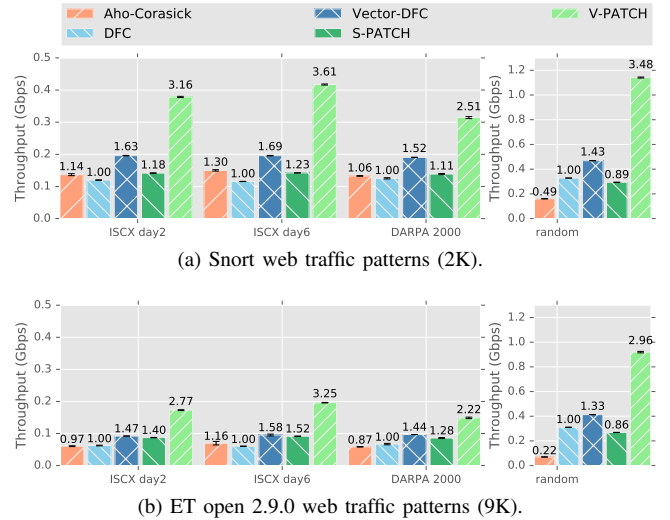 Aho-Corasick Vector-DFC V-PATCH
DFC S-PATCH
Throughput (Gbps)
0.5
0.4
0.3
0.2
0.1
0.0
1.14 1.00 1.63 1.18 3.16
1.30 1.00 1.69 1.23 3.61
1.06 1.00 1.52 1.11 2.51
ISCX day2 ISCX day6 DARPA 2000
Throughput (Gbps)
1.2
1.0
0.8
0.6
0.4
0.2
0.0
0.49 1.00 1.43 0.89 3.48
random
(a) Snort web traffic patterns (2K).
Throughput (Gbps)
0.5
0.4
0.3
0.2
0.1
0.0
0.97 1.00 1.47 1.40 2.77
1.16 1.00 1.58 1.52 3.25
0.87 1.00 1.44 1.28 2.22
ISCX day2 ISCX day6 DARPA 2000
Throughput (Gbps)
1.2
1.0
0.8
0.6
0.4
0.2
0.0
0.22 1.00 1.33 0.86 2.96
random
(b) ET open 2.9.0 web traffic patterns (9K).